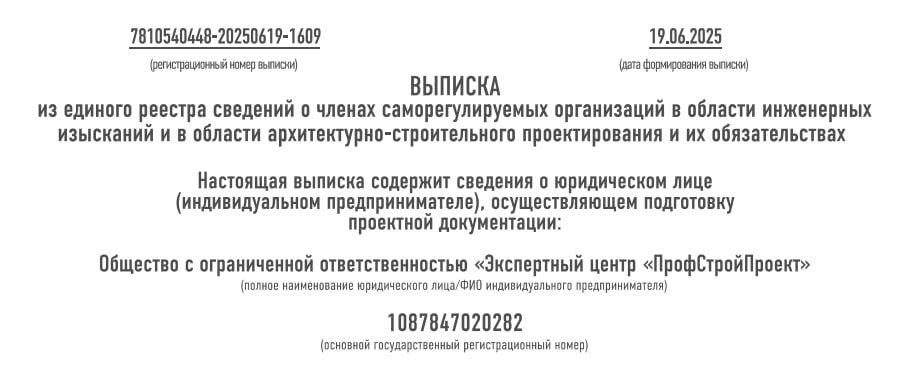 7810540448-20250619-1609
19.06.2025
(регистрационный номер выписки)
(дата формирования выписки)
ВЫПИСКА
из единого реестра сведений о членах саморегулируемых организаций в области инженерных
изысканий и в области архитектурно-строительного проектирования и их обязательствах
Настоящая выписка содержит сведения о юридическом лице
(индивидуальном предпринимателе), осуществляющем подготовку
проектной документации:
Общество с ограниченной ответственностью «Экспертный центр «ПрофСтройПроект»
(полное наименование юридического лица/ФИО индивидуального предпринимателя)
1087847020282
(основной государственный регистрационный номер)